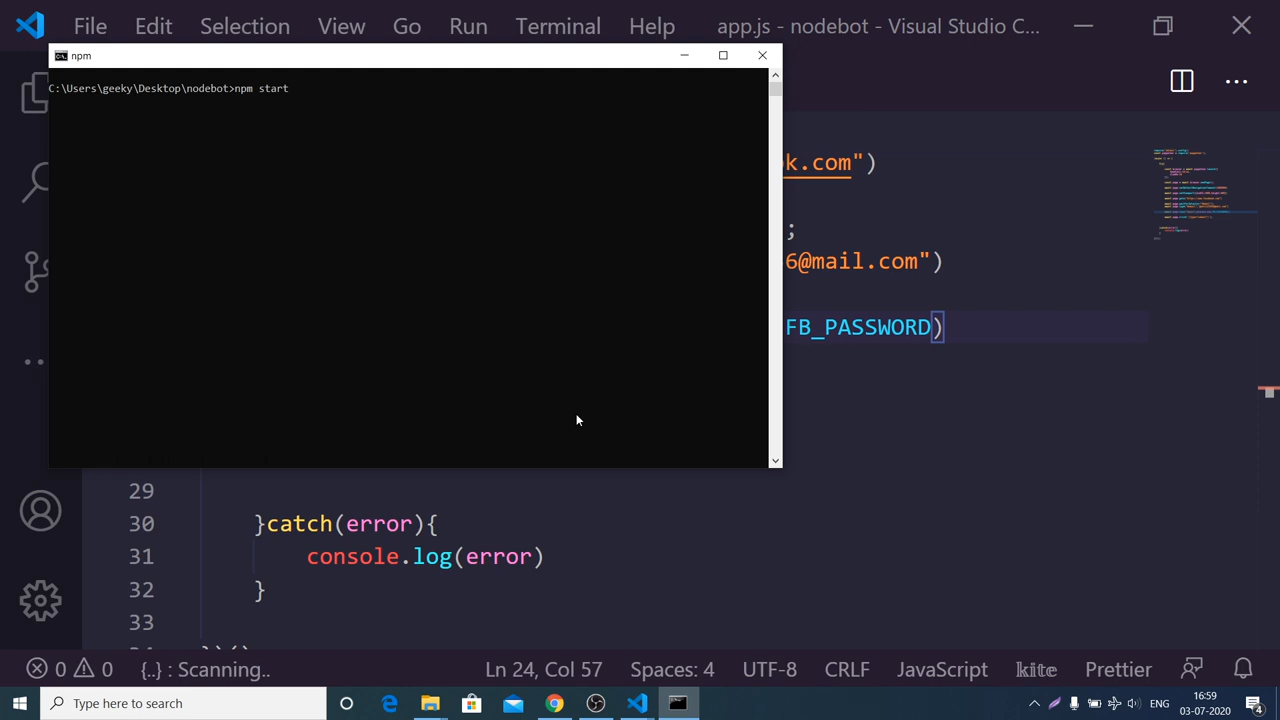 File Edit Selection View Go Run Terminal Help app.js - nodebot - Visual Studio C...
npm
C:\Users\geeky\Desktop\nodebot>npm start
k.com")
;
6@mail.com")
FB_PASSWORD)
29
30 }catch(error){
31 console.log(error)
32 }
33
0 0 {..} : Scanning.. Ln 24, Col 57 Spaces: 4 UTF-8 CRLF JavaScript kite Prettier
Type here to search
ENG
16:59
03-07-2020
4